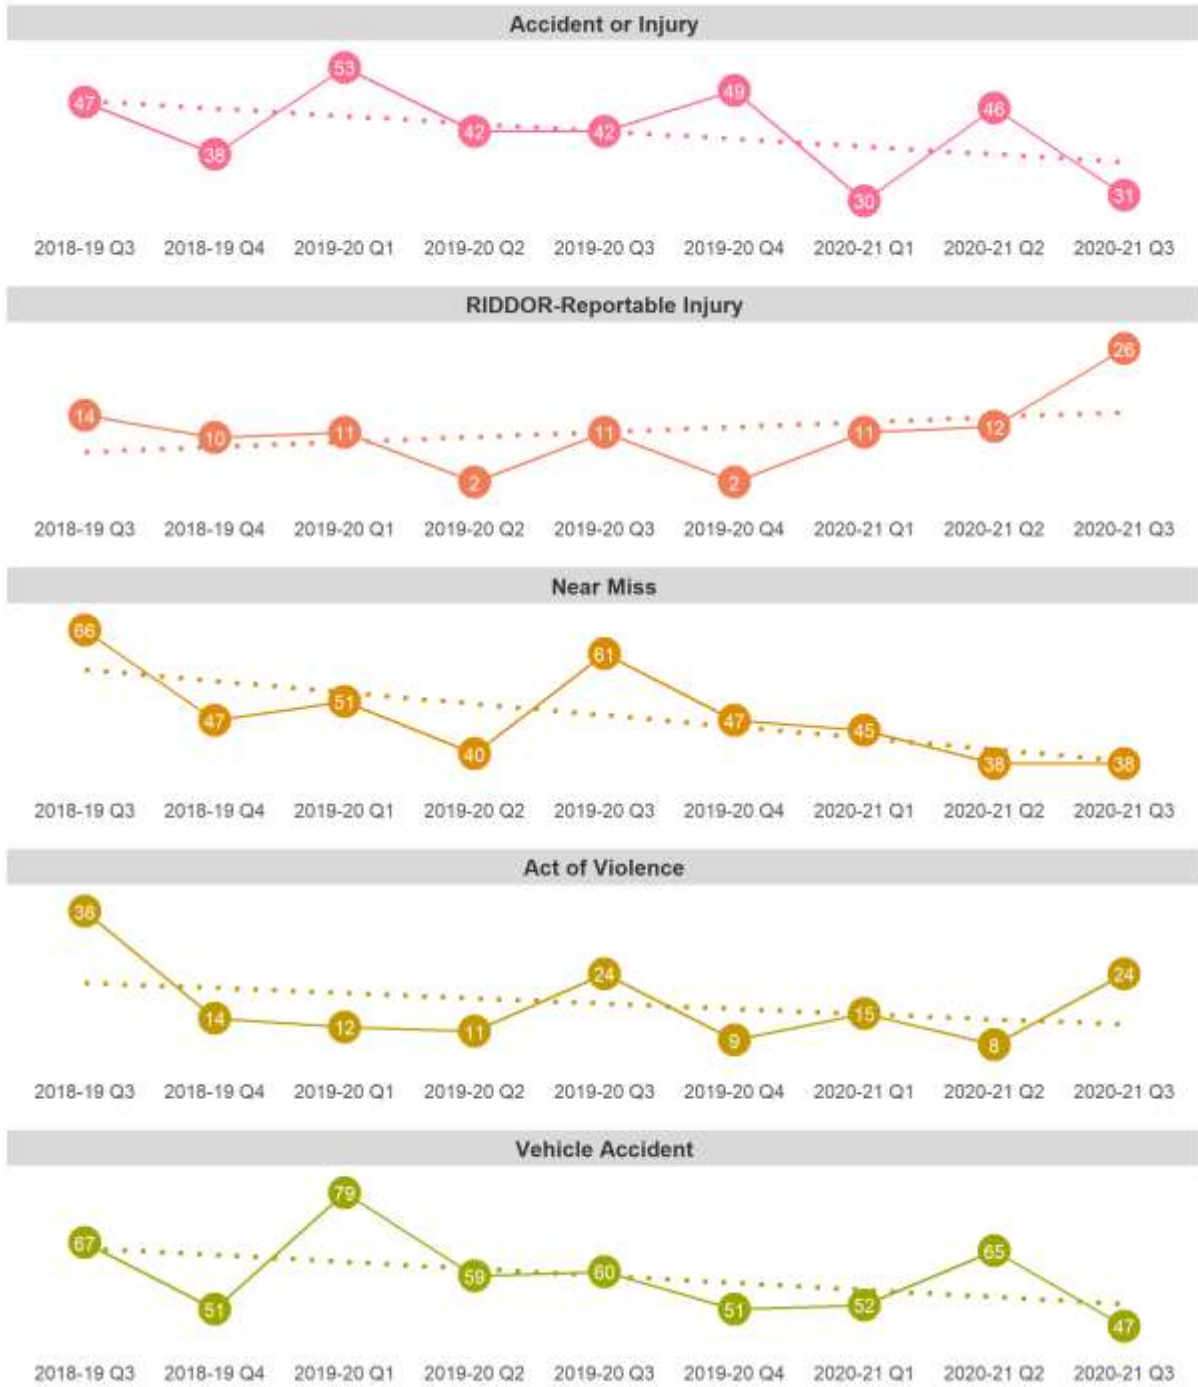 Accident or Injury
47 38 53 42 42 49 30 46 31
2018-19 Q3 2018-19 Q4 2019-20 Q1 2019-20 Q2 2019-20 Q3 2019-20 Q4 2020-21 Q1 2020-21 Q2 2020-21 Q3
RIDDOR-Reportable Injury
14 10 11 2 11 2 11 12 26
2018-19 Q3 2018-19 Q4 2019-20 Q1 2019-20 Q2 2019-20 Q3 2019-20 Q4 2020-21 Q1 2020-21 Q2 2020-21 Q3
Near Miss
66 47 51 40 61 47 45 38 38
2018-19 Q3 2018-19 Q4 2019-20 Q1 2019-20 Q2 2019-20 Q3 2019-20 Q4 2020-21 Q1 2020-21 Q2 2020-21 Q3
Act of Violence
38 14 12 11 24 9 15 8 24
2018-19 Q3 2018-19 Q4 2019-20 Q1 2019-20 Q2 2019-20 Q3 2019-20 Q4 2020-21 Q1 2020-21 Q2 2020-21 Q3
Vehicle Accident
67 51 79 59 60 51 52 65 47
2018-19 Q3 2018-19 Q4 2019-20 Q1 2019-20 Q2 2019-20 Q3 2019-20 Q4 2020-21 Q1 2020-21 Q2 2020-21 Q3